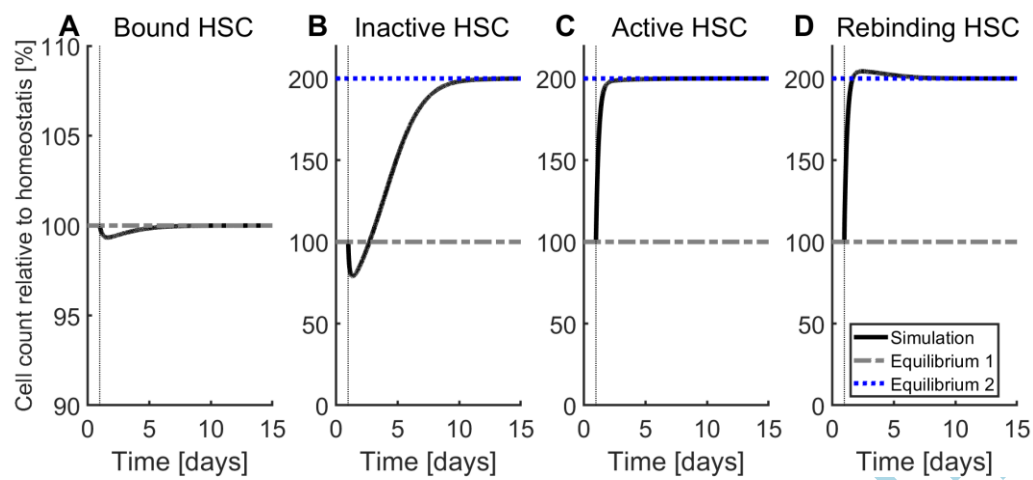 A Bound HSC
B Inactive HSC
C Active HSC
D Rebinding HSC
Cell count relative to homeostatis [%]
110
105
100
95
90
0 5 10 15
Time [days]
200
150
100
50
0
0 5 10 15
Time [days]
200
150
100
50
0
0 5 10 15
Time [days]
200
150
100
50
0
0 5 10 15
Time [days]
Simulation
Equilibrium 1
Equilibrium 2